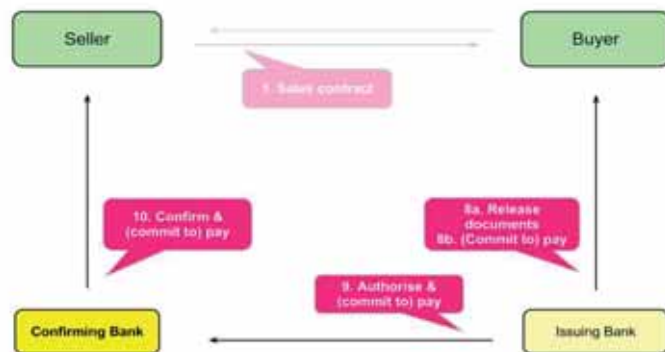 Seller
Buyer
1. Sales contract
10. Confirm &
(commit to) pay
8a. Release
documents
8b. (Commit to) pay
9. Authorise &
(commit to) pay
Confirming Bank
Issuing Bank